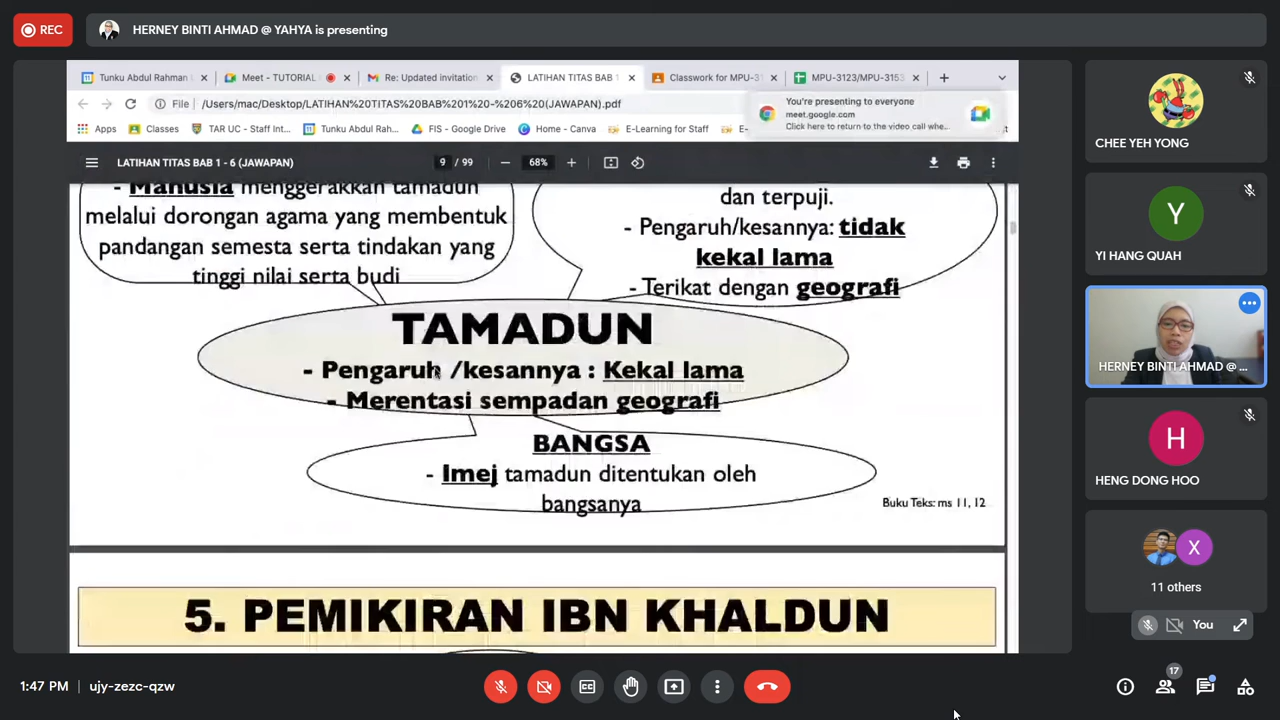 REC
HERNEY BINTI AHMAD @ YAHYA is presenting
Tunku Abdul Rahman
Meet - TUTORIAL
Re: Updated invitation
LATIHAN TITAS BAB 1
Classwork for MPU-31
MPU-3123/MPU-3153
File
/Users/mac/Desktop/LATIHAN%20TITAS%20BAB%201%20-%206%20(JAWAPAN).pdf
You're presenting to everyone
meet.google.com
Click here to return to the video call whe...
Apps
Classes
TAR UC - Staff Int...
Tunku Abdul Rah...
FIS - Google Drive
Home - Canva
E-Learning for Staff
LATIHAN TITAS BAB 1 - 6 (JAWAPAN)
9 / 99
68%
- Manusia menggerakkan tamadun
melalui dorongan agama yang membentuk
pandangan semesta serta tindakan yang
tinggi nilai serta budi
dan terpuji.
- Pengaruh/kesannya: tidak
kekal lama
- Terikat dengan geografi
TAMADUN
- Pengaruh /kesannya : Kekal lama
- Merentasi sempadan geografi
BANGSA
- Imej tamadun ditentukan oleh
bangsanya
Buku Teks: ms 11, 12
5. PEMIKIRAN IBN KHALDUN
CHEE YEH YONG
Y
YI HANG QUAH
HERNEY BINTI AHMAD @ ...
H
HENG DONG HOO
X
11 others
You
1:47 PM
ujy-zezc-qzw
17